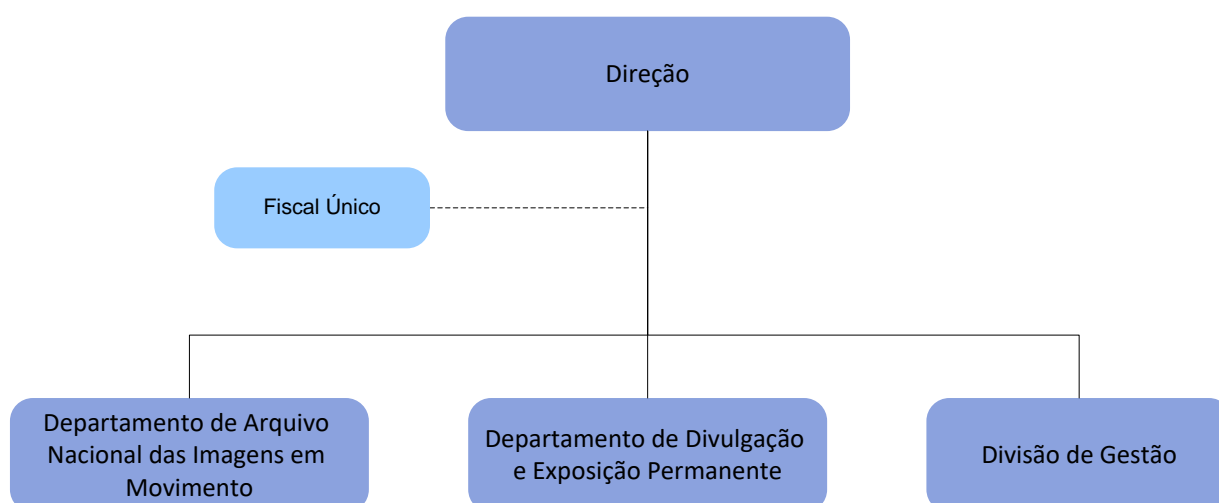 Direção
Fiscal Único
Departamento de Arquivo
Nacional das Imagens em
Movimento
Departamento de Divulgação
e Exposição Permanente
Divisão de Gestão